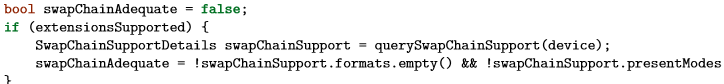 bool swapChainAdequate = false;
if (extensionsSupported) {
    SwapChainSupportDetails swapChainSupport = querySwapChainSupport(device);
    swapChainAdequate = !swapChainSupport.formats.empty() && !swapChainSupport.presentModes
}